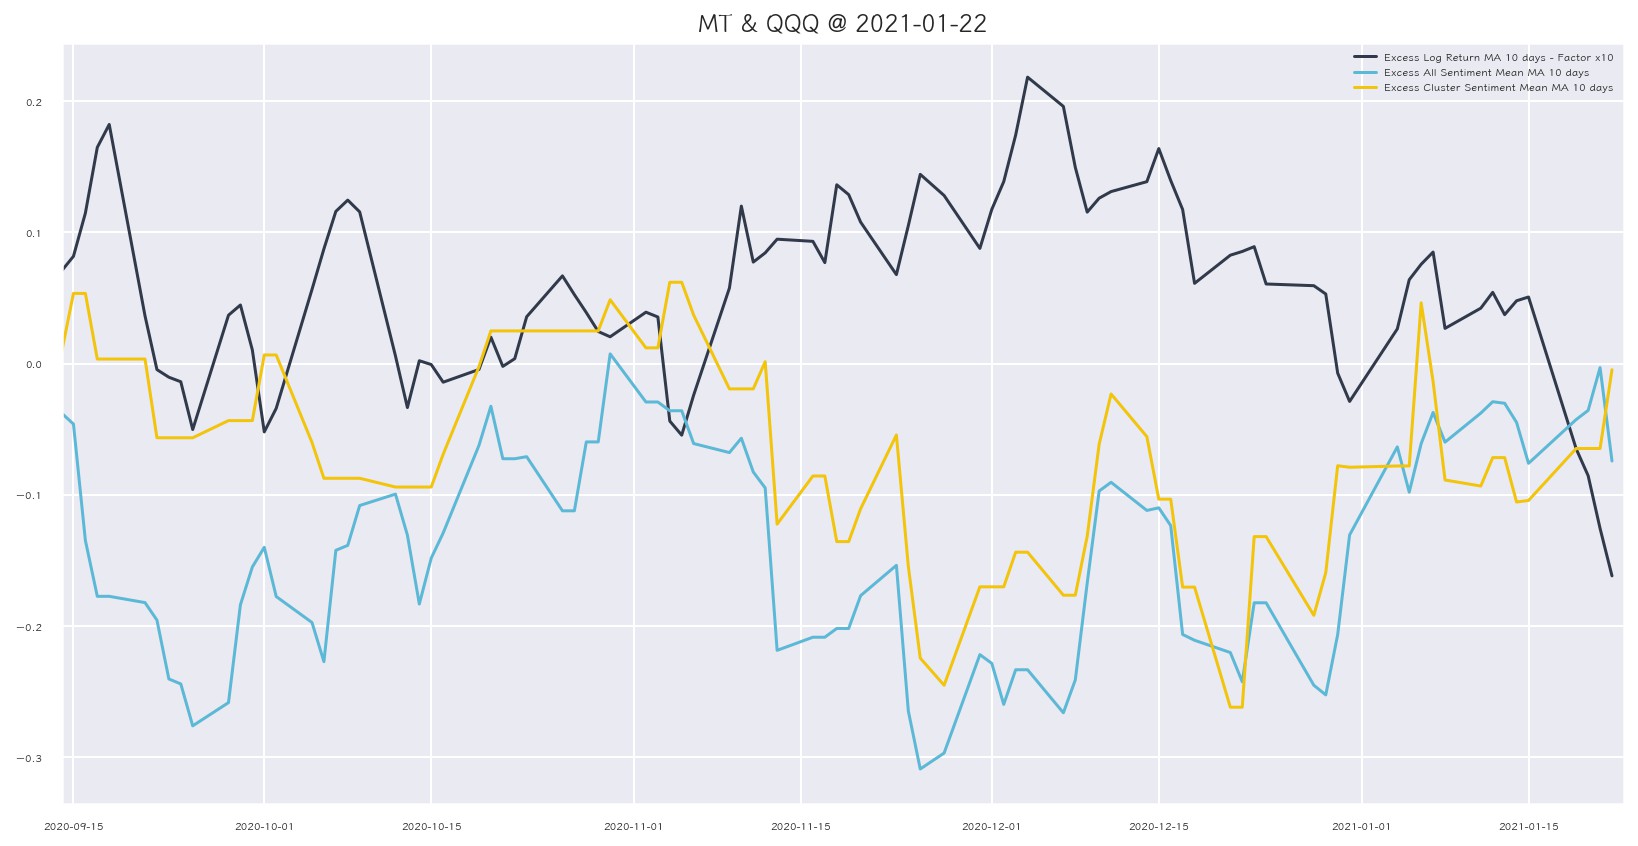 MT & QQQ @ 2021-01-22
Excess Log Return MA 10 days - Factor x10
Excess All Sentiment Mean MA 10 days
Excess Cluster Sentiment Mean MA 10 days
0.2
0.1
0.0
−0.1
−0.2
−0.3
2020-09-15 2020-10-01 2020-10-15 2020-11-01 2020-11-15 2020-12-01 2020-12-15 2021-01-01 2021-01-15